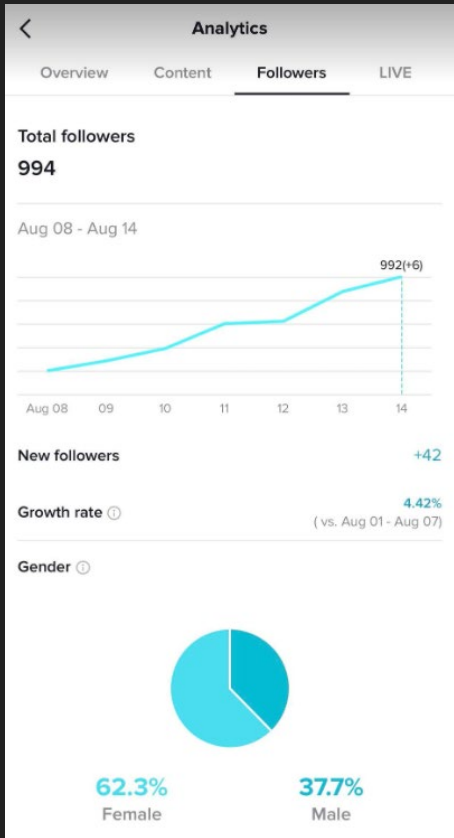 Analytics
Overview Content Followers LIVE
Total followers
994
Aug 08 - Aug 14
992(+6)
Aug 08 09 10 11 12 13 14
New followers +42
Growth rate 4.42%
( vs. Aug 01 - Aug 07)
Gender
62.3% 37.7%
Female Male